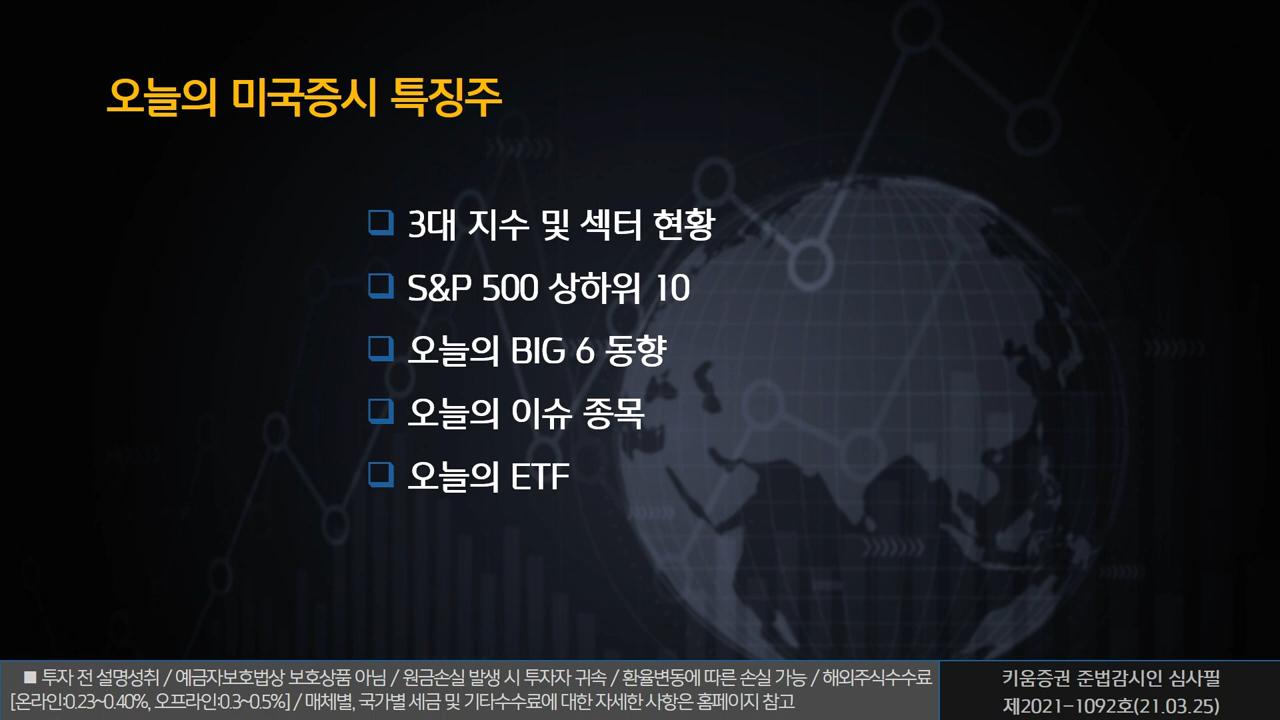 오늘의 미국증시 특징주
❑ 3대 지수 및 섹터 현황
❑ S&P 500 상하위 10
❑ 오늘의 BIG 6 동향
❑ 오늘의 이슈 종목
❑ 오늘의 ETF
■ 투자 전 설명성취 / 예금자보호법상 보호상품 아님 / 원금손실 발생 시 투자자 귀속 / 환율변동에 따른 손실 가능 / 해외주식수수료
[온라인:0.23~0.40%, 오프라인:0.3~0.5%] / 매체별, 국가별 세금 및 기타수수료에 대한 자세한 사항은 홈페이지 참고
키움증권 준법감시인 심사필
제2021-1092호(21.03.25)